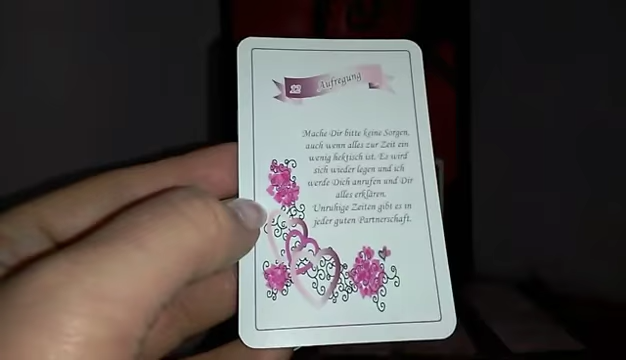 12 Aufregung
Mache Dir bitte keine Sorgen,
auch wenn alles zur Zeit ein
wenig hektisch ist. Es wird
sich wieder legen und ich
werde Dich anrufen und Dir
alles erklären.
Unruhige Zeiten gibt es in
jeder guten Partnerschaft.